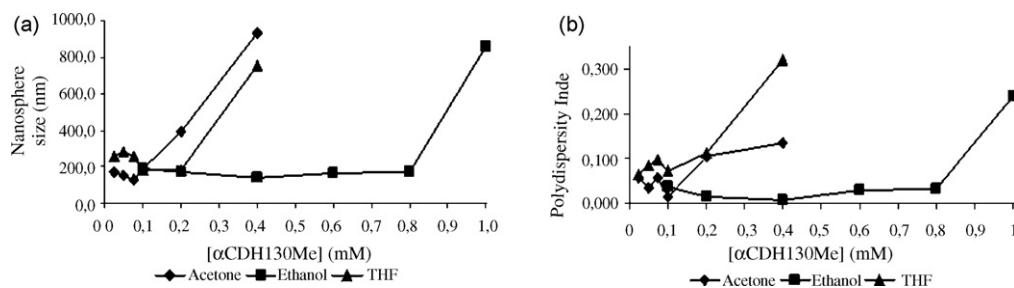 (a)
1000,0
800,0
600,0
400,0
200,0
0,0
Nanosphere
size (nm)
0 0 0,1 0,2 0,3 0,4 0,5 0,6 0,7 0,8 0,9 1,0
[αCDH130Me] (mM)
Acetone Ethanol THF
(b)
0,300
0,200
0,100
0,000
Polydispersity Inde
0 0,1 0,2 0,3 0,4 0,5 0,6 0,7 0,8 0,9 1
[αCDH130Me] (mM)
Acetone Ethanol THF